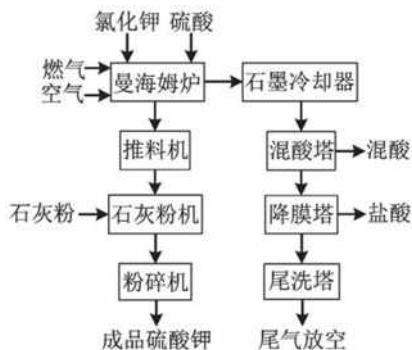 氯化钾 硫酸
燃气
空气
曼海姆炉
石墨冷却器
推料机
混酸塔
混酸
石灰粉
石灰粉机
降膜塔
盐酸
粉碎机
尾洗塔
成品硫酸钾
尾气放空